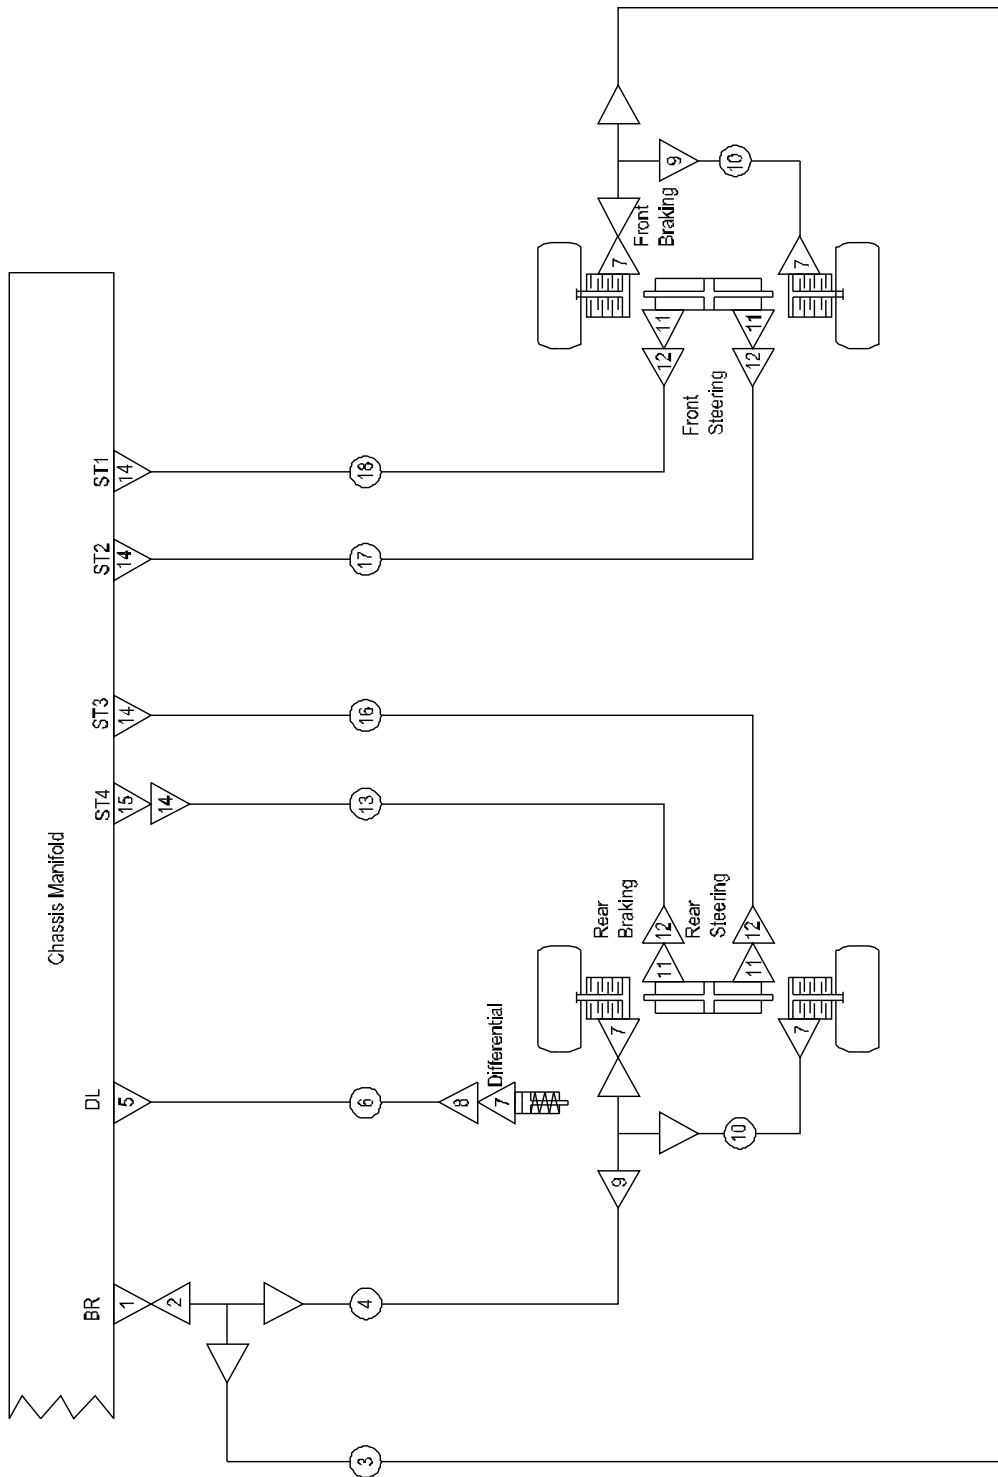 Chassis Manifold
BR
DL
ST4
ST3
ST2
ST1
1
5
15
14
14
14
2
14
3
4
6
13
16
17
18
8
7
Differential
9
7
Rear
Braking
7
Front
Braking
11
12
12
11
9
Rear
Steering
Front
Steering
10
11
12
12
11
10
7
7